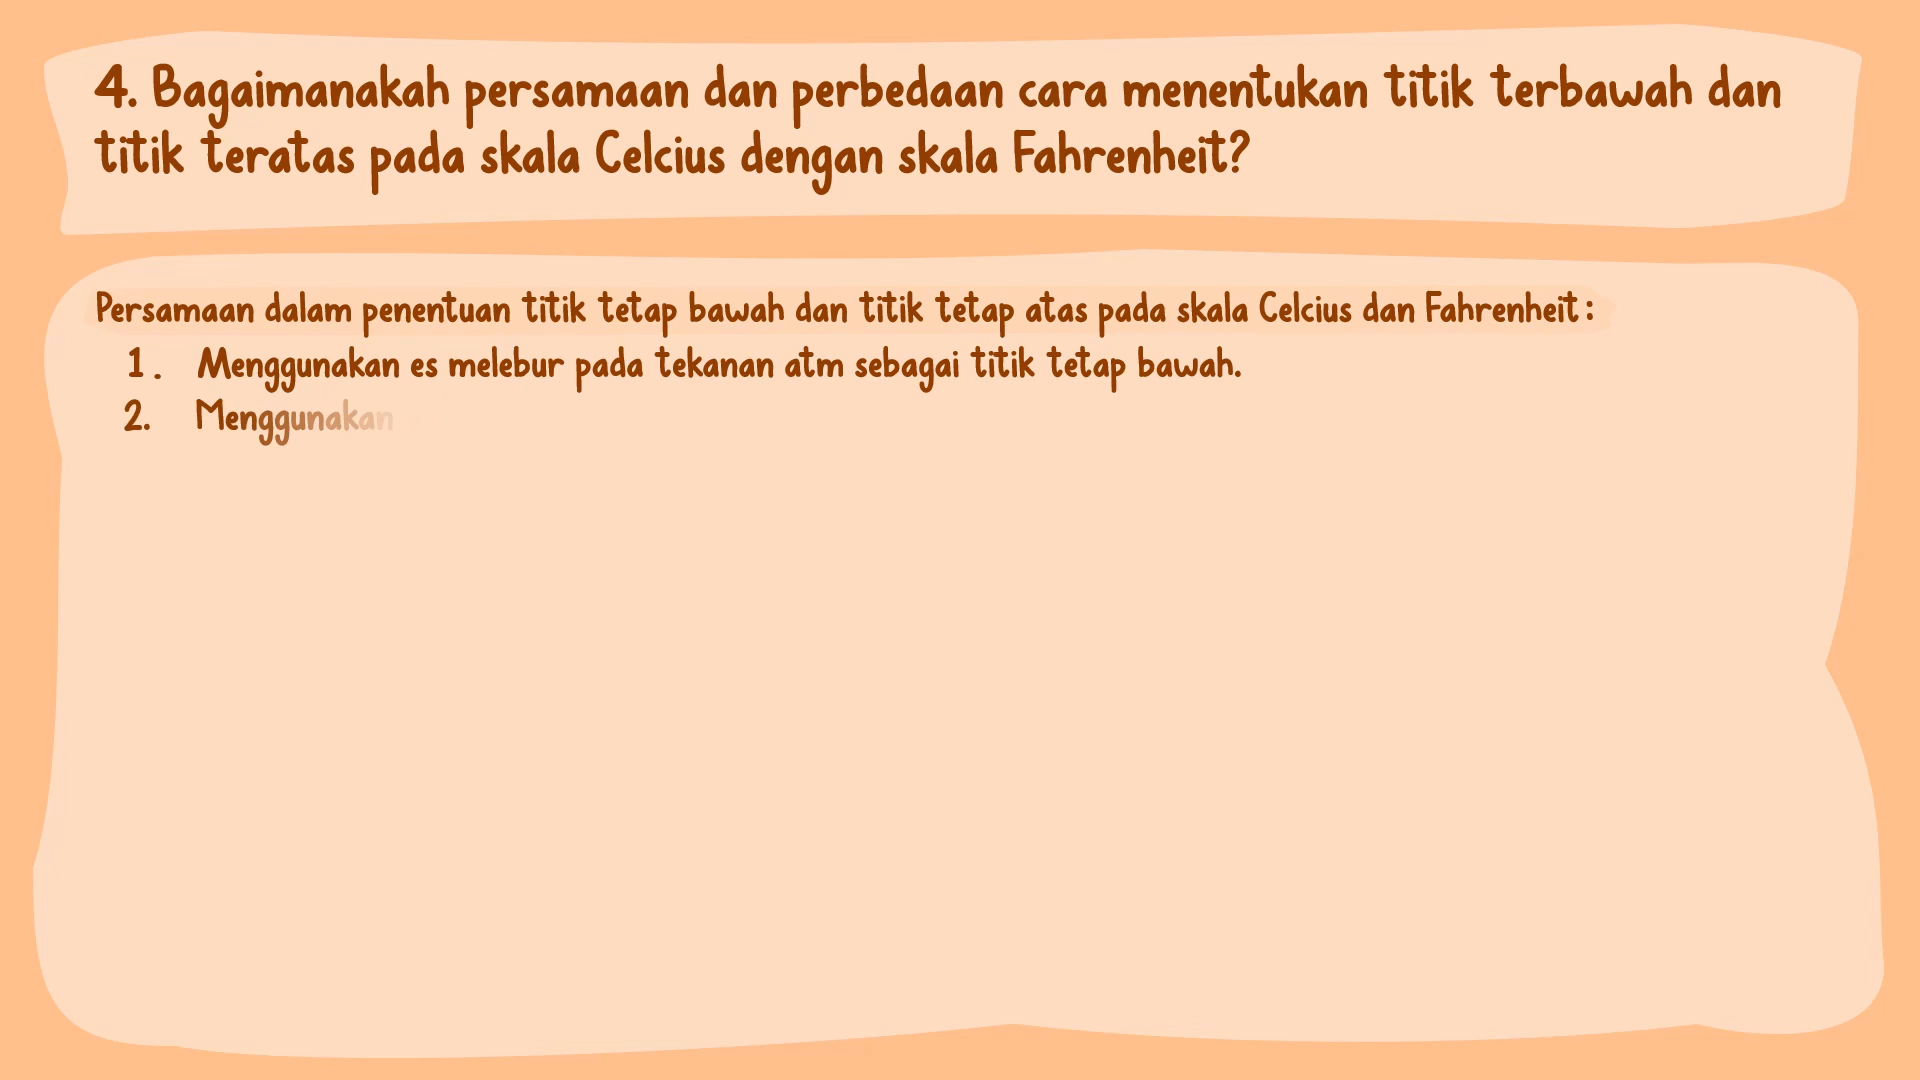 4. Bagaimanakah persamaan dan perbedaan cara menentukan titik terbawah dan
titik teratas pada skala Celcius dengan skala Fahrenheit?
Persamaan dalam penentuan titik tetap bawah dan titik tetap atas pada skala Celcius dan Fahrenheit:
1. Menggunakan es melebur pada tekanan atm sebagai titik tetap bawah.
2. Menggunakan